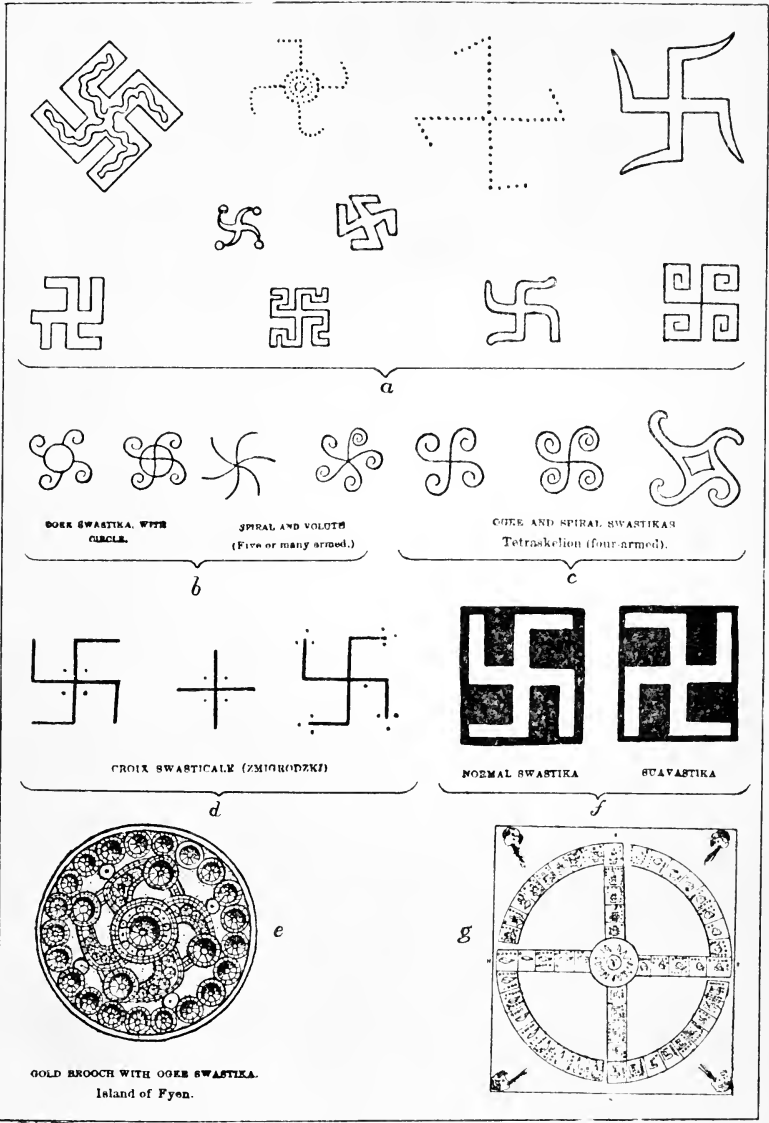 a
OGEE SWASTIKA, WITH
CIRCLE.
SPIRAL AND VOLUTE
(Five or many armed.)
OGEE AND SPIRAL SWASTIKAS
Tetraskelion (four-armed).
b
c
CROIX SWASTICALE (ZMIGRODZKI)
NORMAL SWASTIKA
SUAVASTIKA
d
f
e
g
GOLD BROOCH WITH OGEE SWASTIKA.
Island of Fyen.